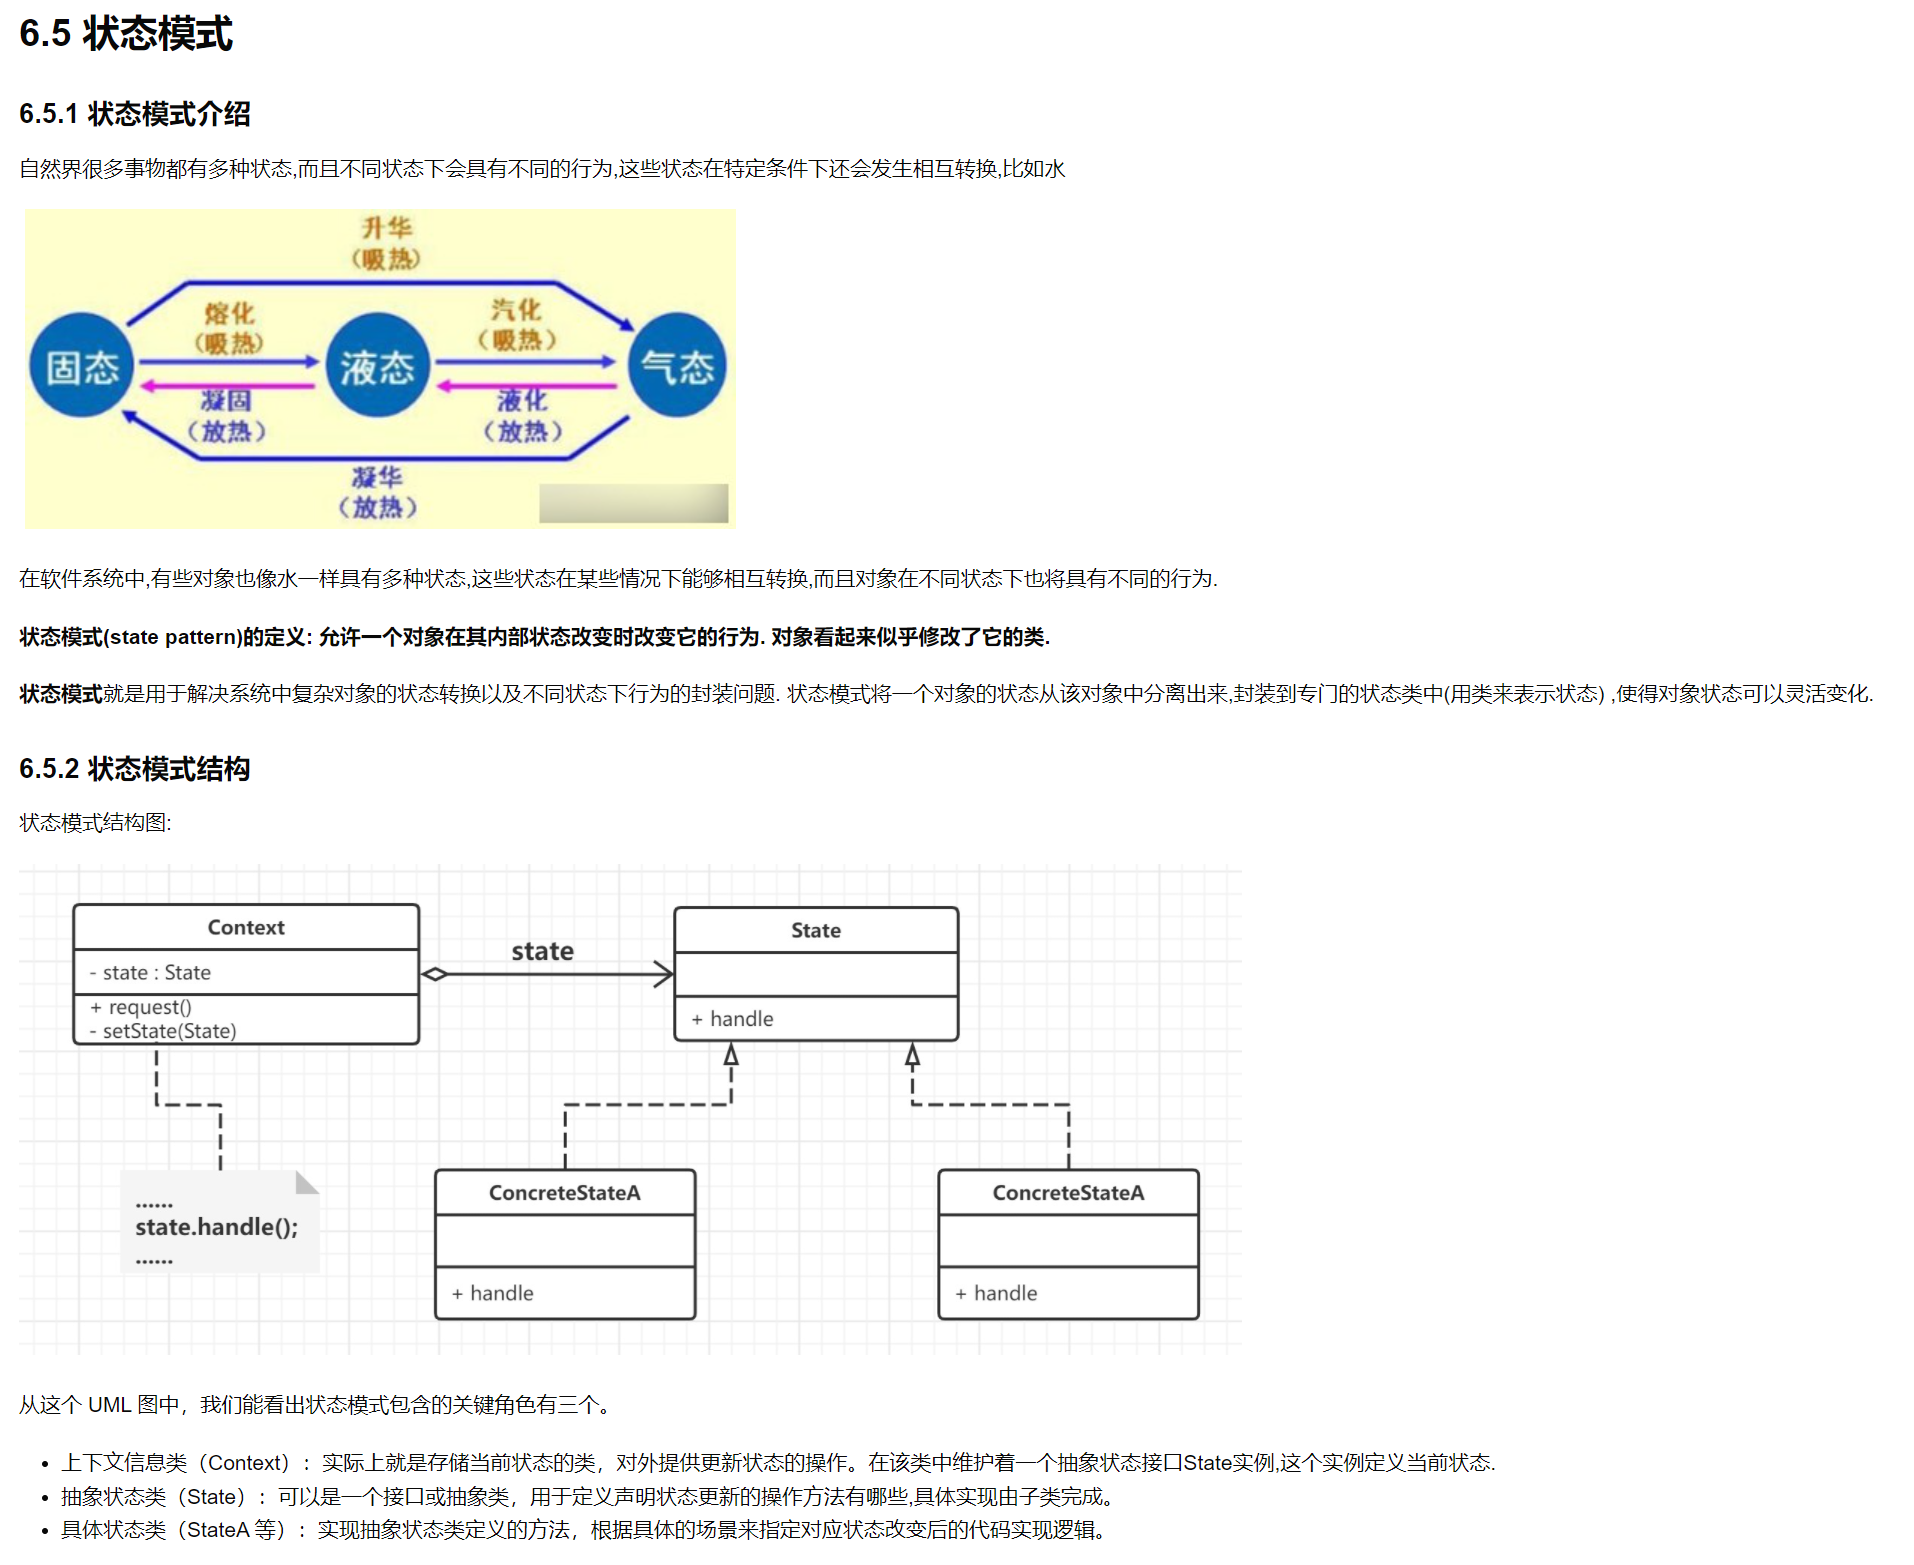 6.5 状态模式
6.5.1 状态模式介绍
自然界很多事物都有多种状态,而且不同状态下会具有不同的行为,这些状态在特定条件下还会发生相互转换,比如水
升华
(吸热)
熔化
(吸热)
汽化
(吸热)
固态
液态
气态
凝固
(放热)
液化
(放热)
凝华
(放热)
在软件系统中,有些对象也像水一样具有多种状态,这些状态在某些情况下能够相互转换,而且对象在不同状态下也将具有不同的行为.
状态模式(state pattern)的定义: 允许一个对象在其内部状态改变时改变它的行为. 对象看起来似乎修改了它的类.
状态模式就是用于解决系统中复杂对象的状态转换以及不同状态下行为的封装问题. 状态模式将一个对象的状态从该对象中分离出来,封装到专门的状态类中(用类来表示状态) ,使得对象状态可以灵活变化.
6.5.2 状态模式结构
状态模式结构图:
Context
- state : State
+ request()
- setState(State)
state
State
+ handle
......
state.handle();
......
ConcreteStateA
+ handle
ConcreteStateA
+ handle
从这个 UML 图中，我们能看出状态模式包含的关键角色有三个。
• 上下文信息类（Context）：实际上就是存储当前状态的类，对外提供更新状态的操作。在该类中维护着一个抽象状态接口State实例,这个实例定义当前状态.
• 抽象状态类（State）：可以是一个接口或抽象类，用于定义声明状态更新的操作方法有哪些,具体实现由子类完成。
• 具体状态类（StateA 等）：实现抽象状态类定义的方法，根据具体的场景来指定对应状态改变后的代码实现逻辑。